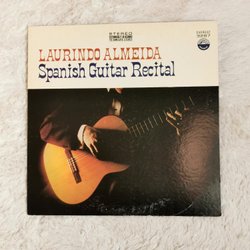 STEREO
LAURINDO ALMEIDA
Spanish Guitar Recital